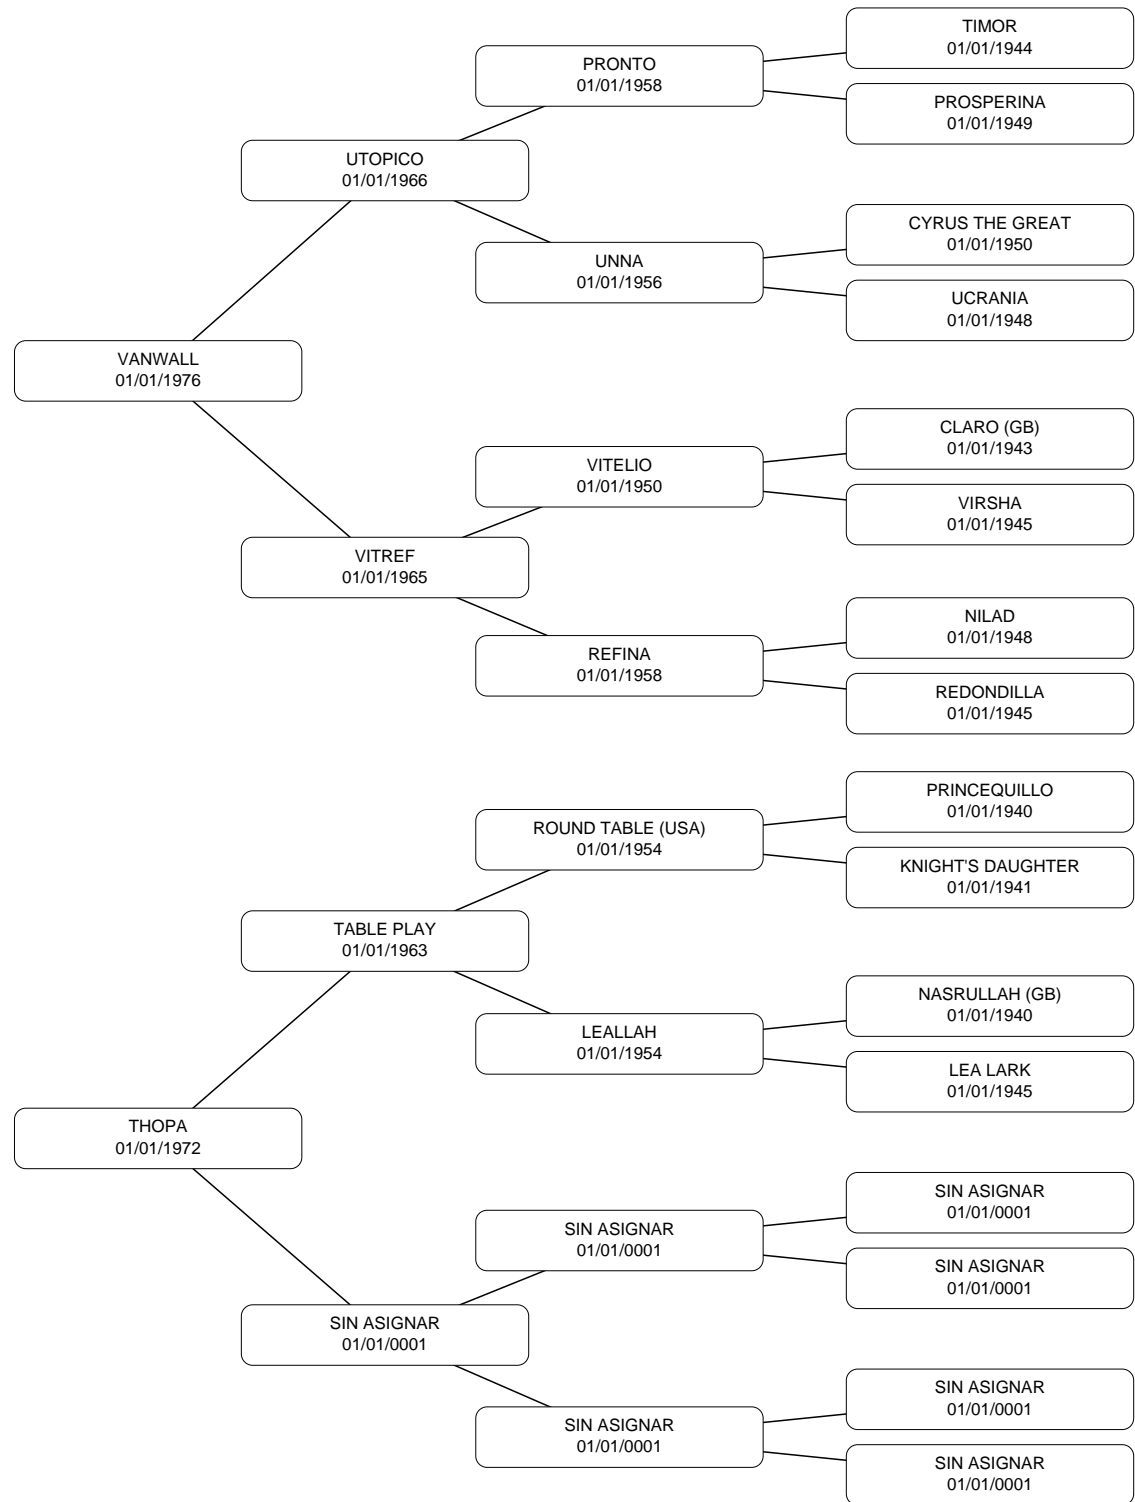 TIMOR
01/01/1944
PRONTO
01/01/1958
PROSPERINA
01/01/1949
UTOPICO
01/01/1966
CYRUS THE GREAT
01/01/1950
UNNA
01/01/1956
UCRANIA
01/01/1948
VANWALL
01/01/1976
CLARO (GB)
01/01/1943
VITELIO
01/01/1950
VIRSHA
01/01/1945
VITREF
01/01/1965
NILAD
01/01/1948
REFINA
01/01/1958
REDONDILLA
01/01/1945
PRINCEQUILLO
01/01/1940
ROUND TABLE (USA)
01/01/1954
KNIGHT'S DAUGHTER
01/01/1941
TABLE PLAY
01/01/1963
NASRULLAH (GB)
01/01/1940
LEALLAH
01/01/1954
LEA LARK
01/01/1945
THOPA
01/01/1972
SIN ASIGNAR
01/01/0001
SIN ASIGNAR
01/01/0001
SIN ASIGNAR
01/01/0001
SIN ASIGNAR
01/01/0001
SIN ASIGNAR
01/01/0001
SIN ASIGNAR
01/01/0001
SIN ASIGNAR
01/01/0001